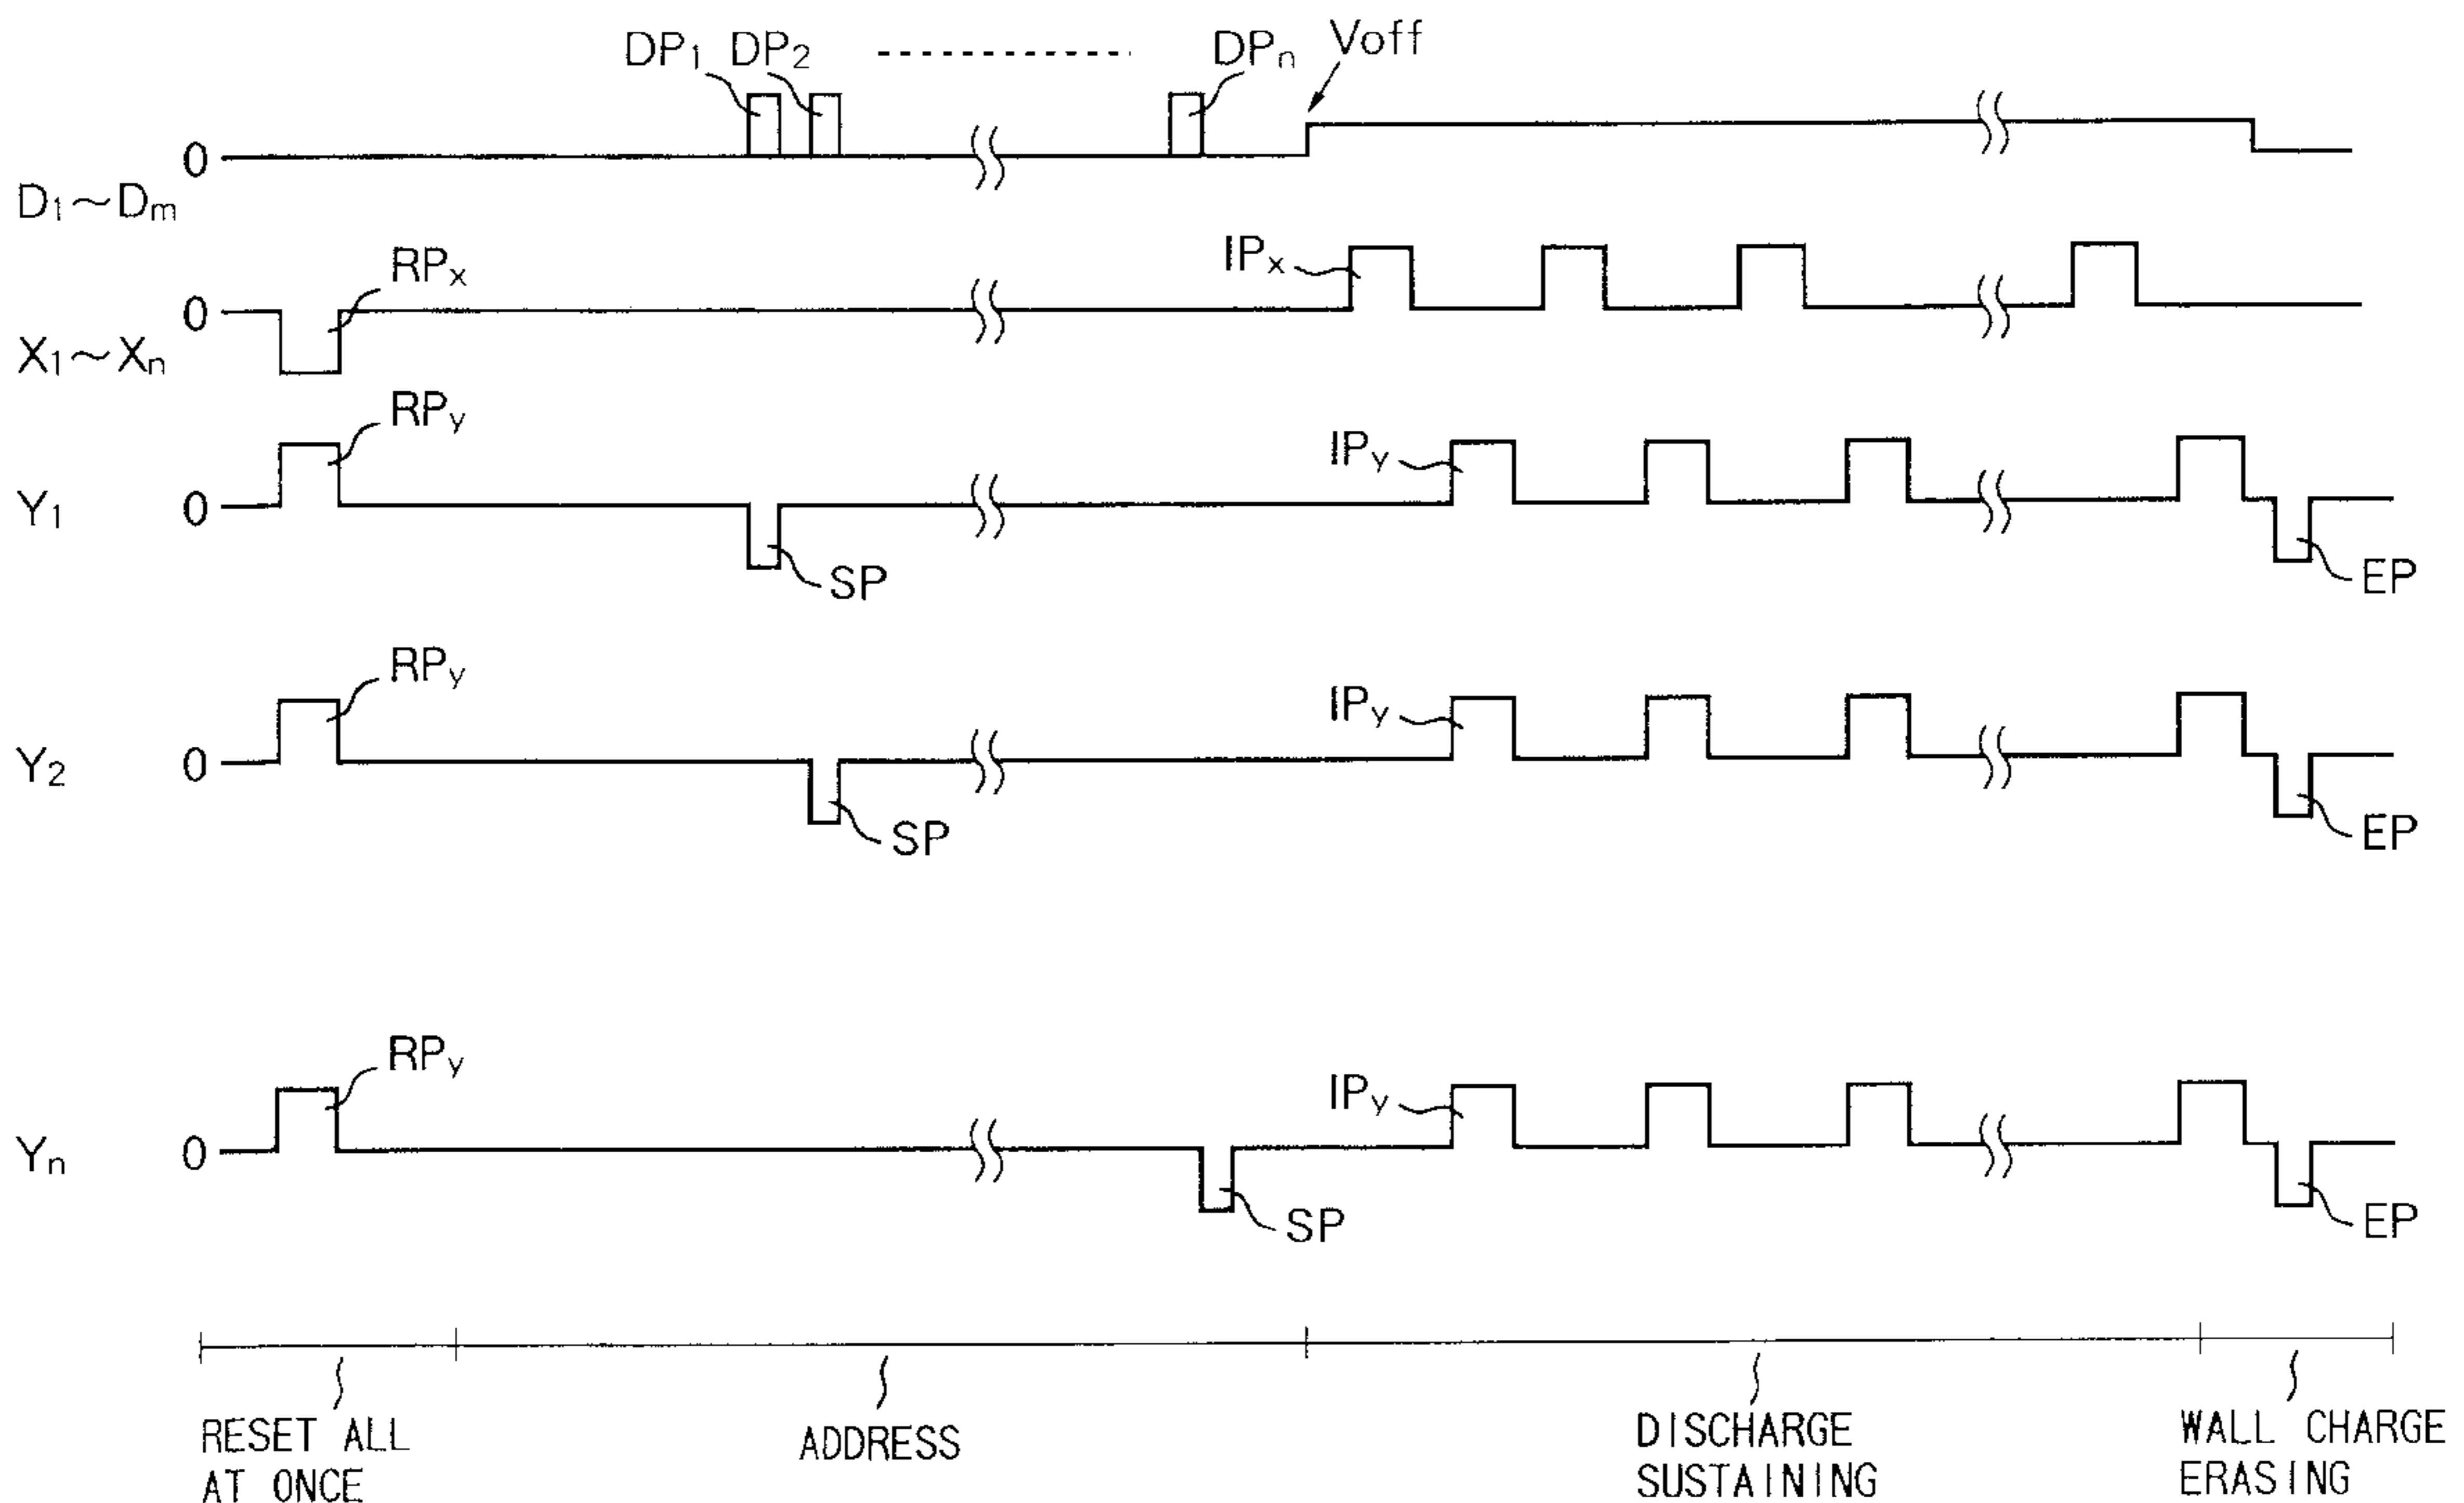 DP1 DP2 DPn Voff
0
D1~Dm
RPx IPx
0
X1~Xn
RPy IPy
Y1 0
SP EP
RPy IPy
Y2 0
SP EP
RPy IPy
Yn 0
SP EP
RESET ALL AT ONCE
ADDRESS
DISCHARGE SUSTAINING
WALL CHARGE ERASING